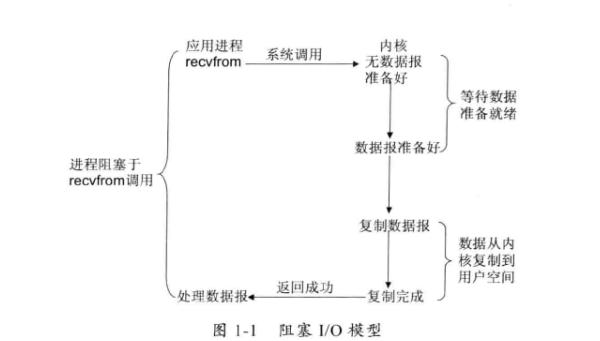 应用进程
recvfrom
系统调用
内核
无数据报
准备好
等待数据
准备就绪
数据报准备好
进程阻塞于
recvfrom调用
复制数据报
数据从内
核复制到
用户空间
处理数据报
返回成功
复制完成
图 1-1 阻塞 I/O 模型